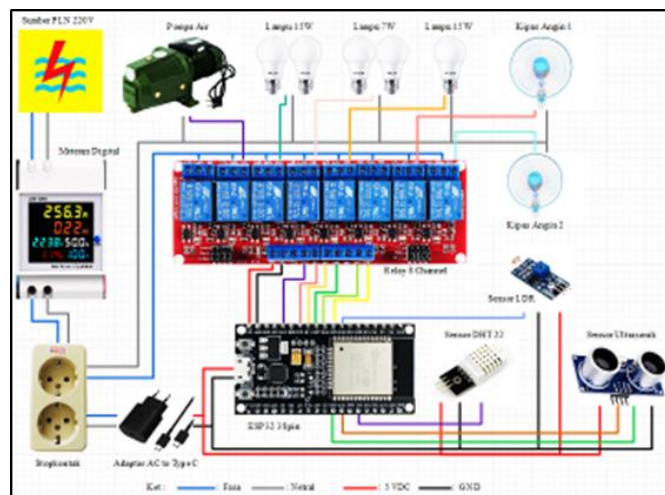 Sumber PLN 220V
Pompa Air
Lampu 15W
Lampu 7W
Lampu 15W
Kipas Angin 1
Meteran Digital
Kipas Angin 2
Relay 8 Channel
Sensor LDR
Sensor DHT 22
Sensor Ultrasonik
ESP32 38pin
Stopkontak
Adaptor AC to Type C
Ket :
: Fasa
: Netral
: 5 VDC
: GND